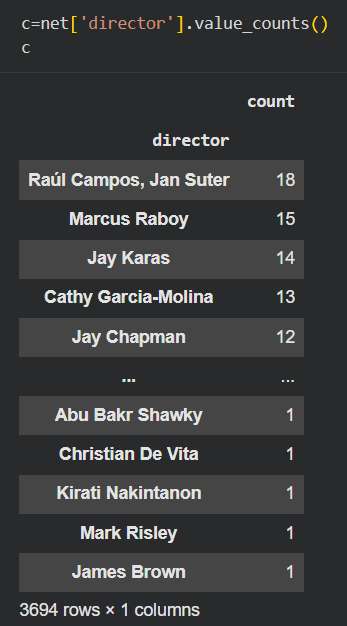 c=net['director'].value_counts()
c
count
director
Raúl Campos, Jan Suter 18
Marcus Raboy 15
Jay Karas 14
Cathy Garcia-Molina 13
Jay Chapman 12
... ...
Abu Bakr Shawky 1
Christian De Vita 1
Kirati Nakintanon 1
Mark Risley 1
James Brown 1
3694 rows × 1 columns